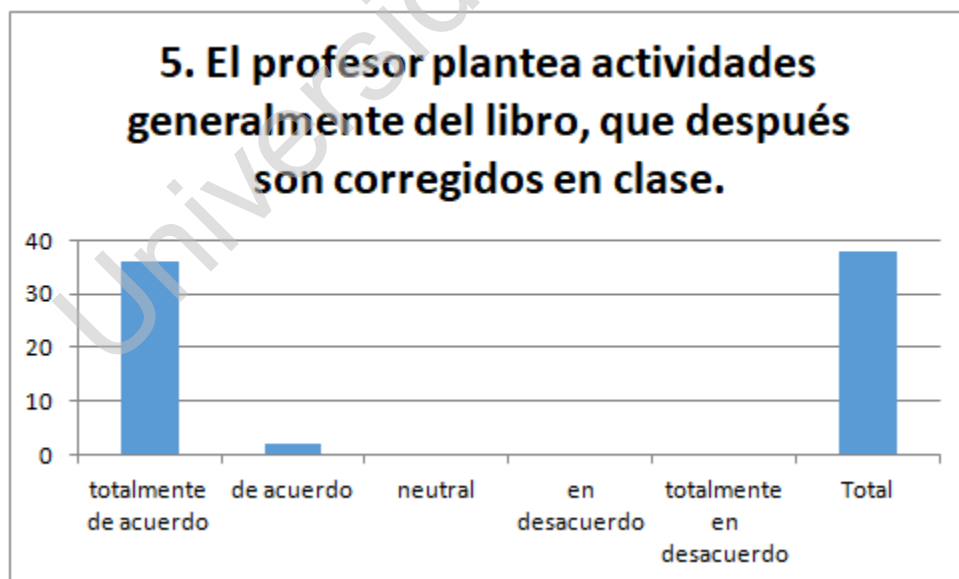 5. El profesor plantea actividades
generalmente del libro, que después
son corregidos en clase.
40
30
20
10
0
totalmente de acuerdo
de acuerdo
neutral
en desacuerdo
totalmente en desacuerdo
Total